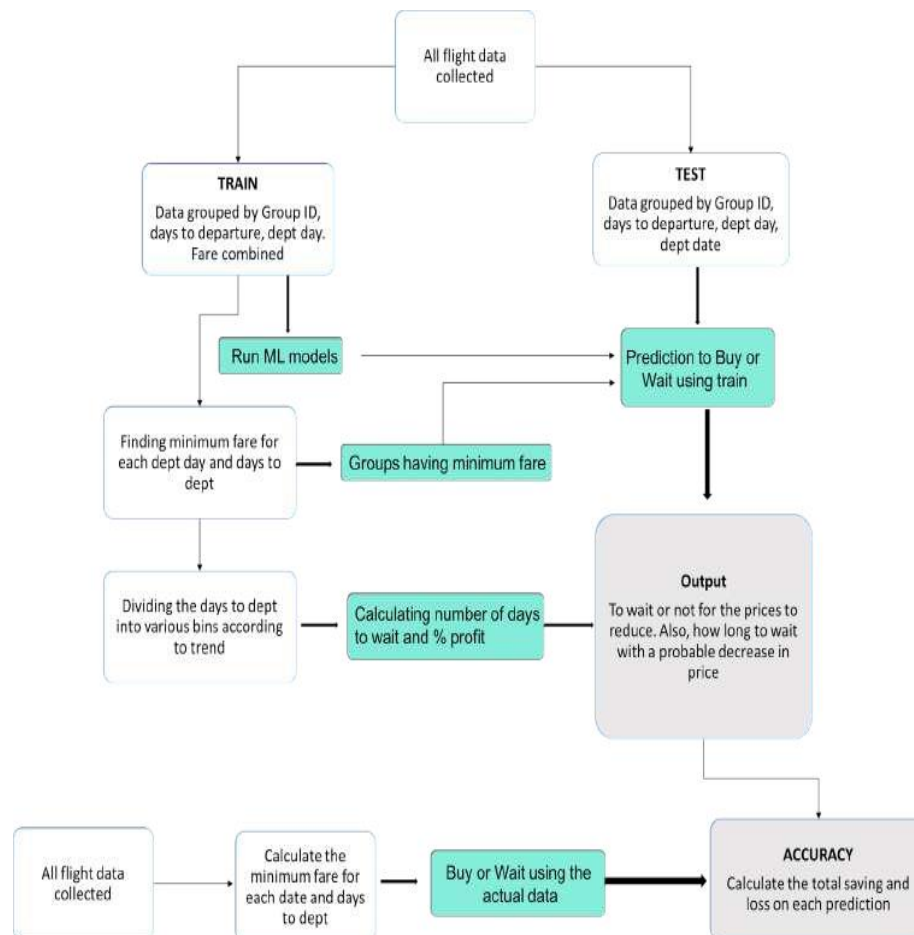 All flight data
collected
TRAIN
Data grouped by Group ID,
days to departure, dept day.
Fare combined
TEST
Data grouped by Group ID,
days to departure, dept day,
dept date
Run ML models
Prediction to Buy or
Wait using train
Finding minimum fare for
each dept day and days to
dept
Groups having minimum fare
Dividing the days to dept
into various bins according
to trend
Calculating number of days
to wait and % profit
Output
To wait or not for the prices to
reduce. Also, how long to wait
with a probable decrease in
price
All flight data
collected
Calculate the
minimum fare for
each date and days
to dept
Buy or Wait using the
actual data
ACCURACY
Calculate the total saving and
loss on each prediction